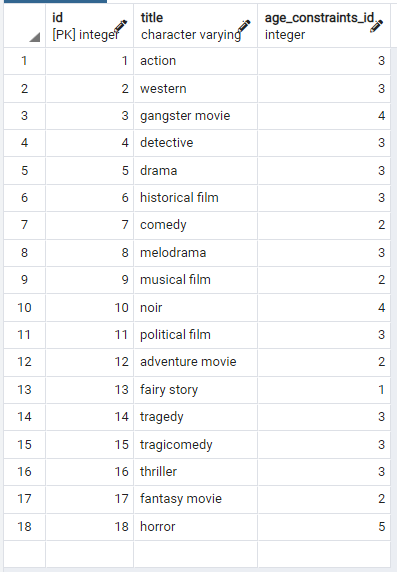 id title age_constraints_id
[PK] integer character varying integer
1 1 action 3
2 2 western 3
3 3 gangster movie 4
4 4 detective 3
5 5 drama 3
6 6 historical film 3
7 7 comedy 2
8 8 melodrama 3
9 9 musical film 2
10 10 noir 4
11 11 political film 3
12 12 adventure movie 2
13 13 fairy story 1
14 14 tragedy 3
15 15 tragicomedy 3
16 16 thriller 3
17 17 fantasy movie 2
18 18 horror 5